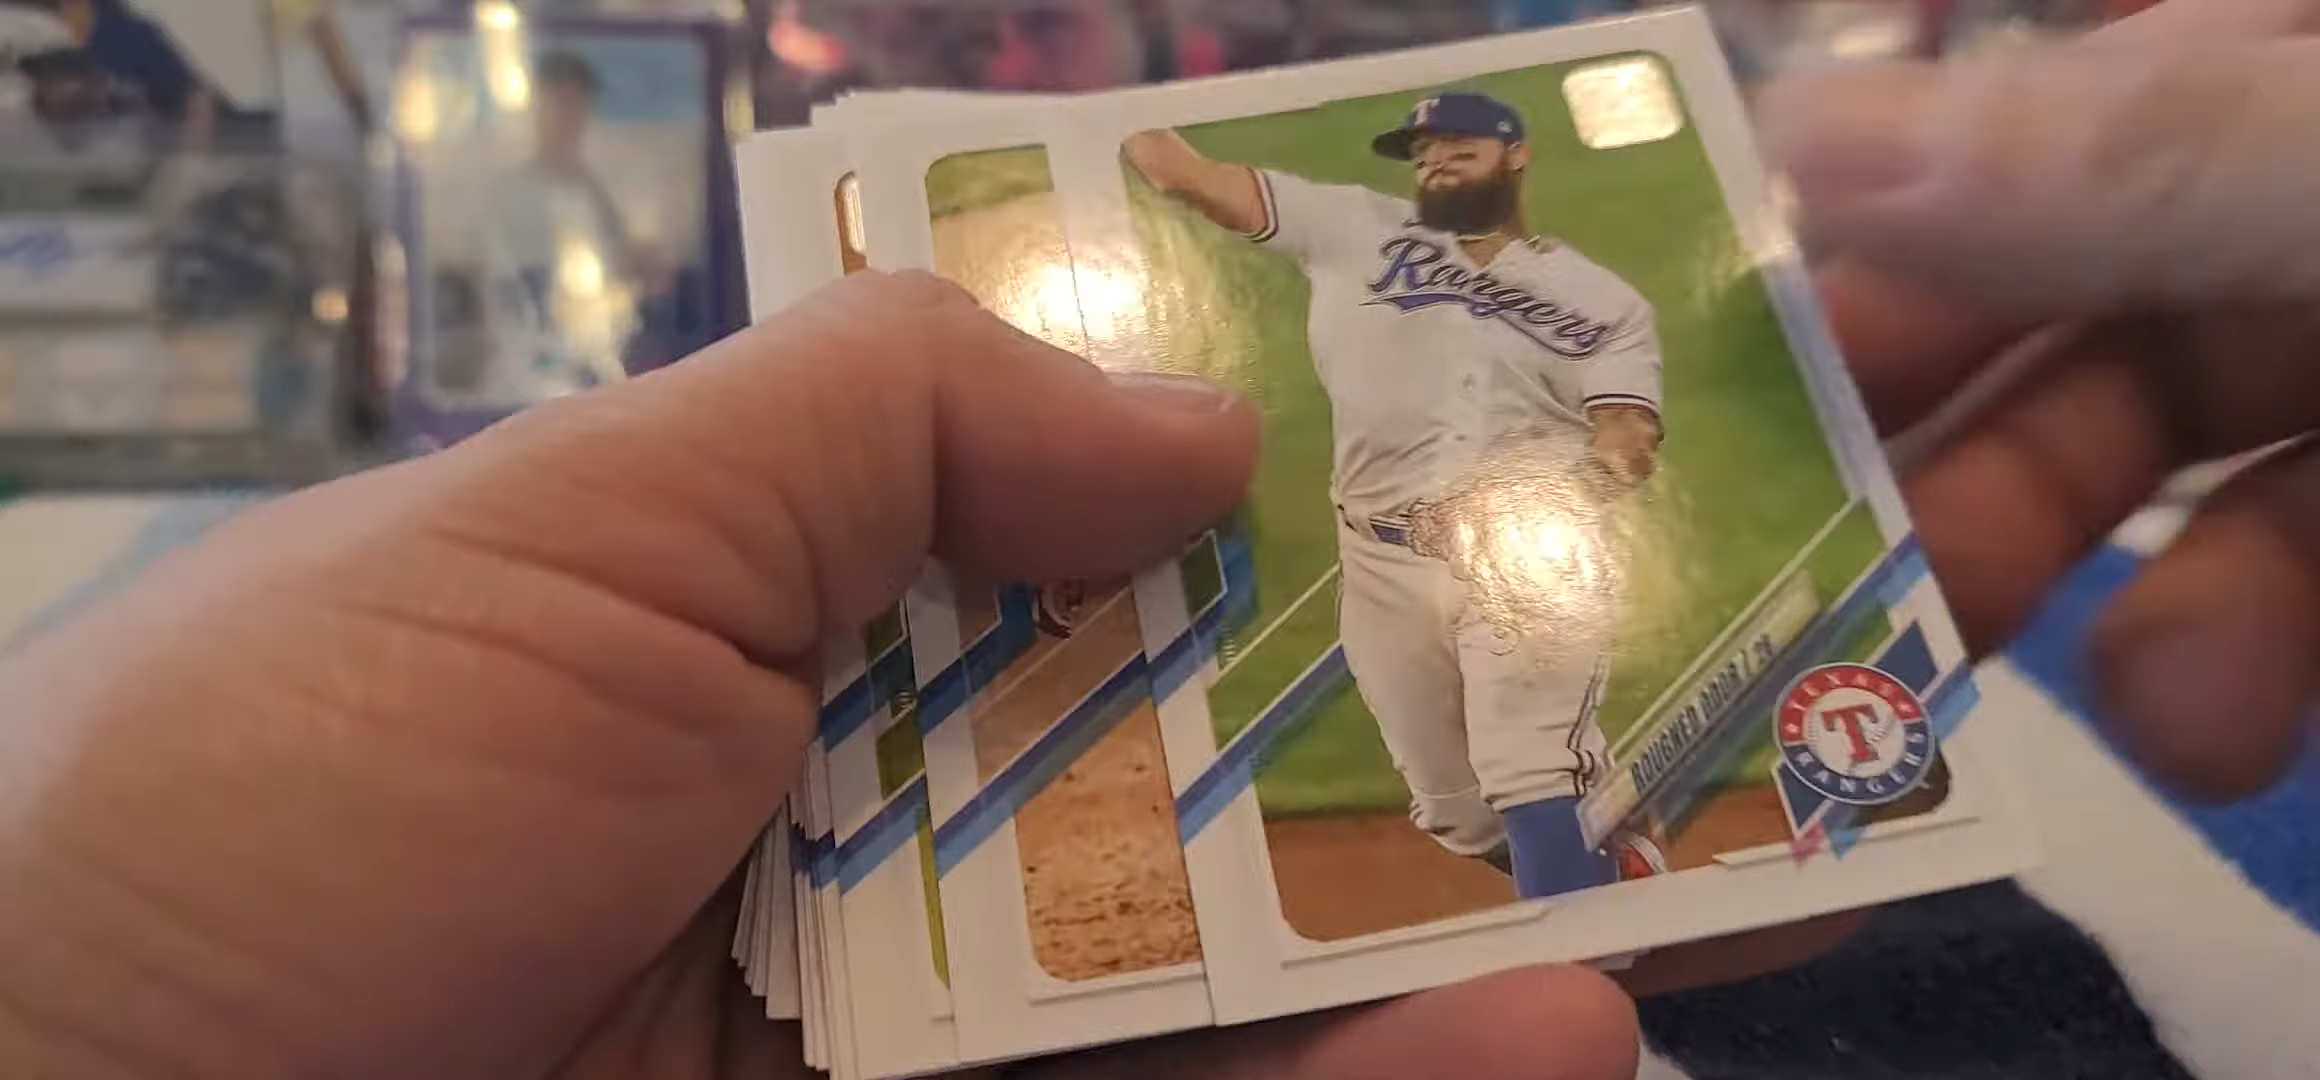 T
Rangers
ROUGNED ODOR / 2B
TEXAS
T
RANGERS